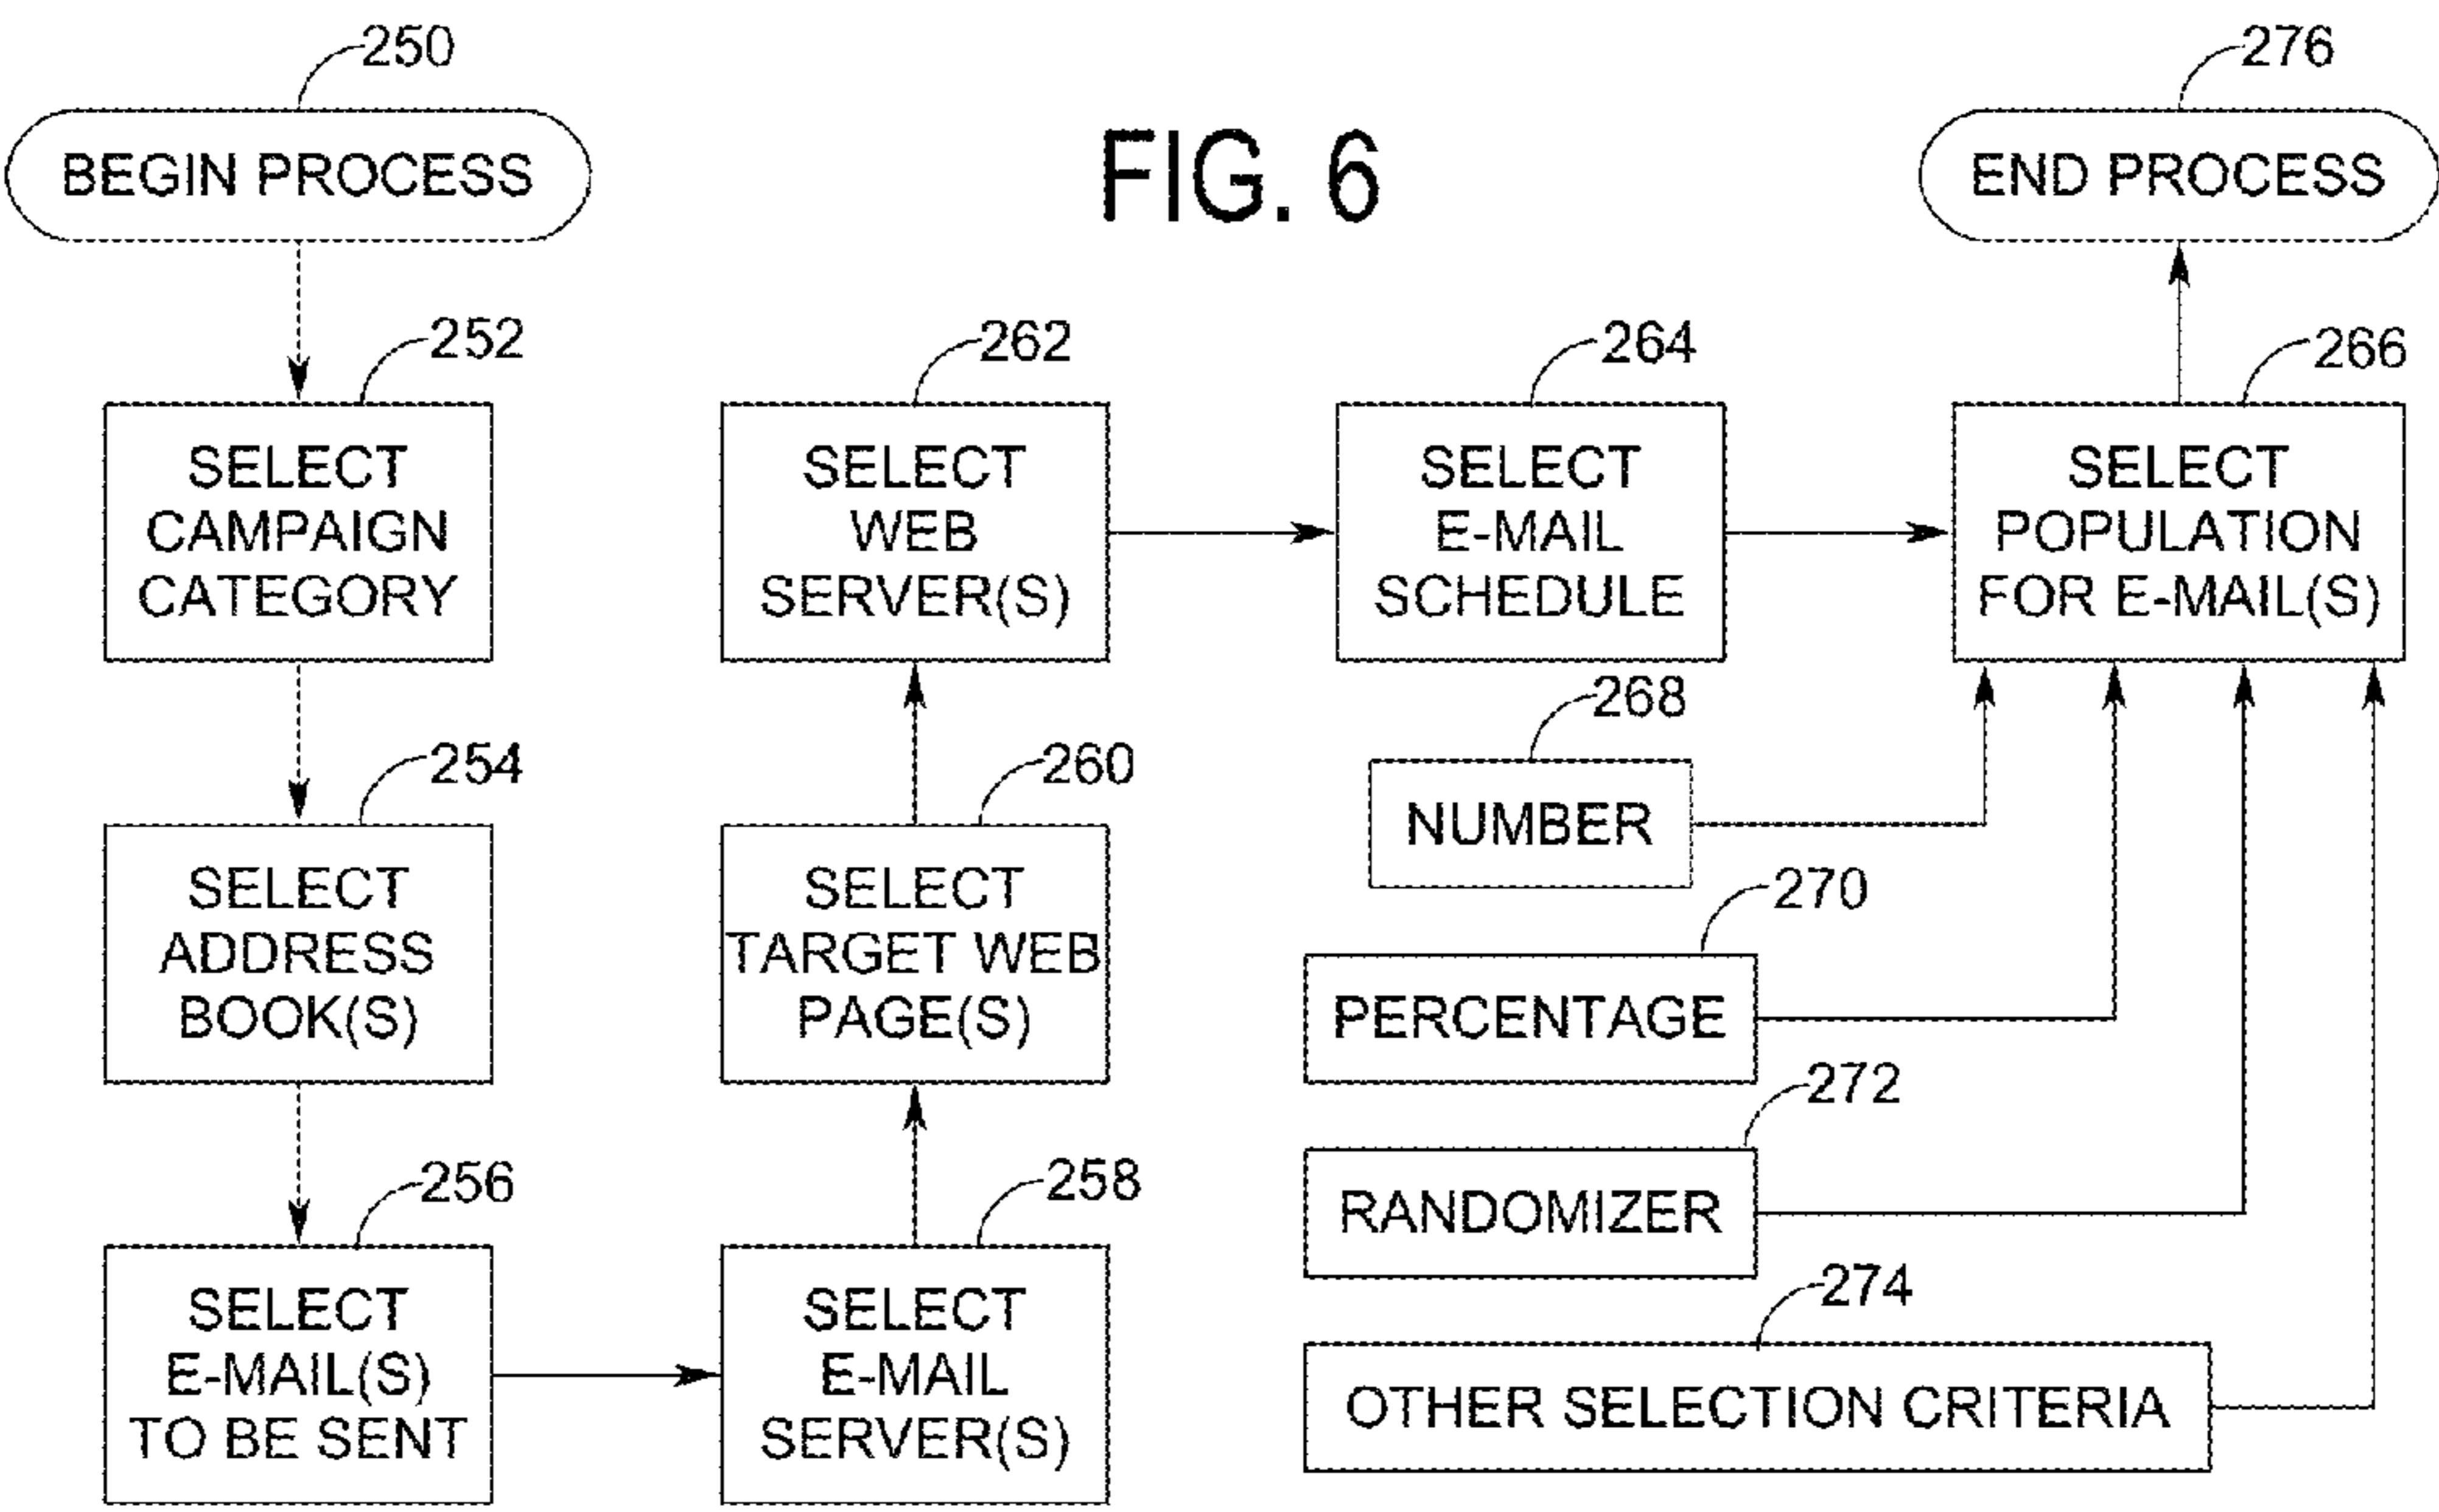 FIG. 6
250
BEGIN PROCESS
252
SELECT
CAMPAIGN
CATEGORY
254
SELECT
ADDRESS
BOOK(S)
256
SELECT
E-MAIL(S)
TO BE SENT
258
SELECT
E-MAIL
SERVER(S)
260
SELECT
TARGET WEB
PAGE(S)
262
SELECT
WEB
SERVER(S)
264
SELECT
E-MAIL
SCHEDULE
266
SELECT
POPULATION
FOR E-MAIL(S)
268
NUMBER
270
PERCENTAGE
272
RANDOMIZER
274
OTHER SELECTION CRITERIA
276
END PROCESS